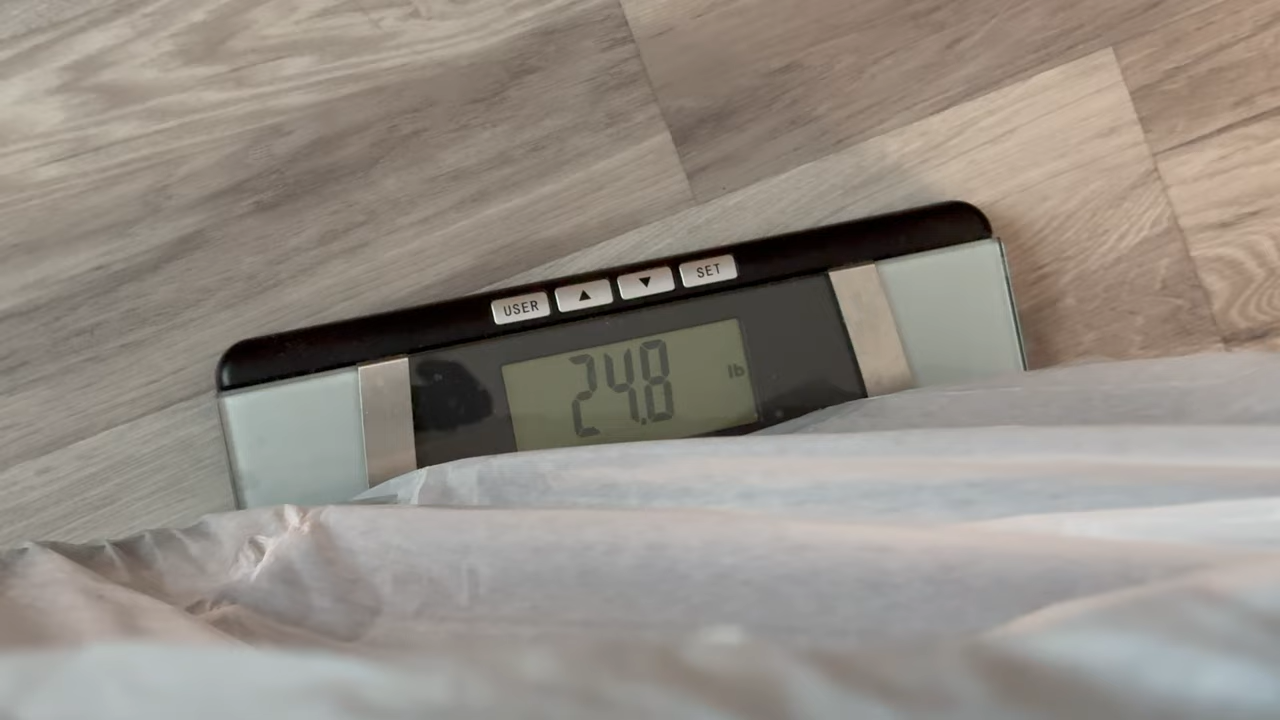 USER ▲ ▼ SET
24.8 lb